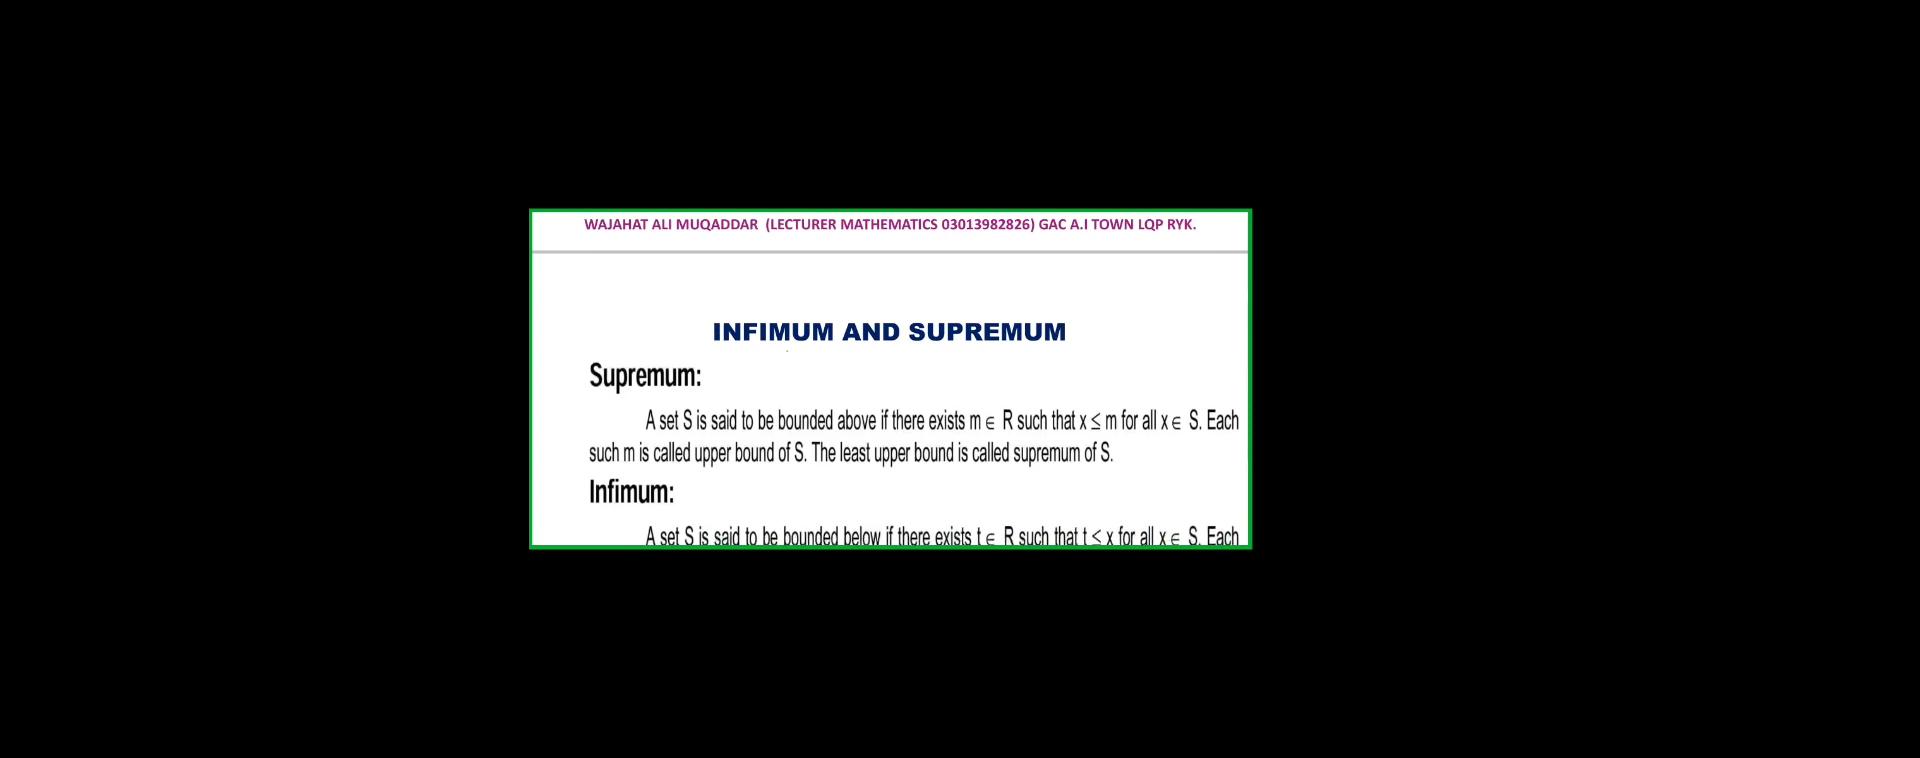 WAJAHAT ALI MUQADDAR (LECTURER MATHEMATICS 03013982826) GAC A.I TOWN LQP RYK.
INFIMUM AND SUPREMUM
Supremum:
A set S is said to be bounded above if there exists m ∈ R such that x ≤ m for all x ∈ S. Each
such m is called upper bound of S. The least upper bound is called supremum of S.
Infimum:
A set S is said to be bounded below if there exists t ∈ R such that t ≤ x for all x ∈ S. Each